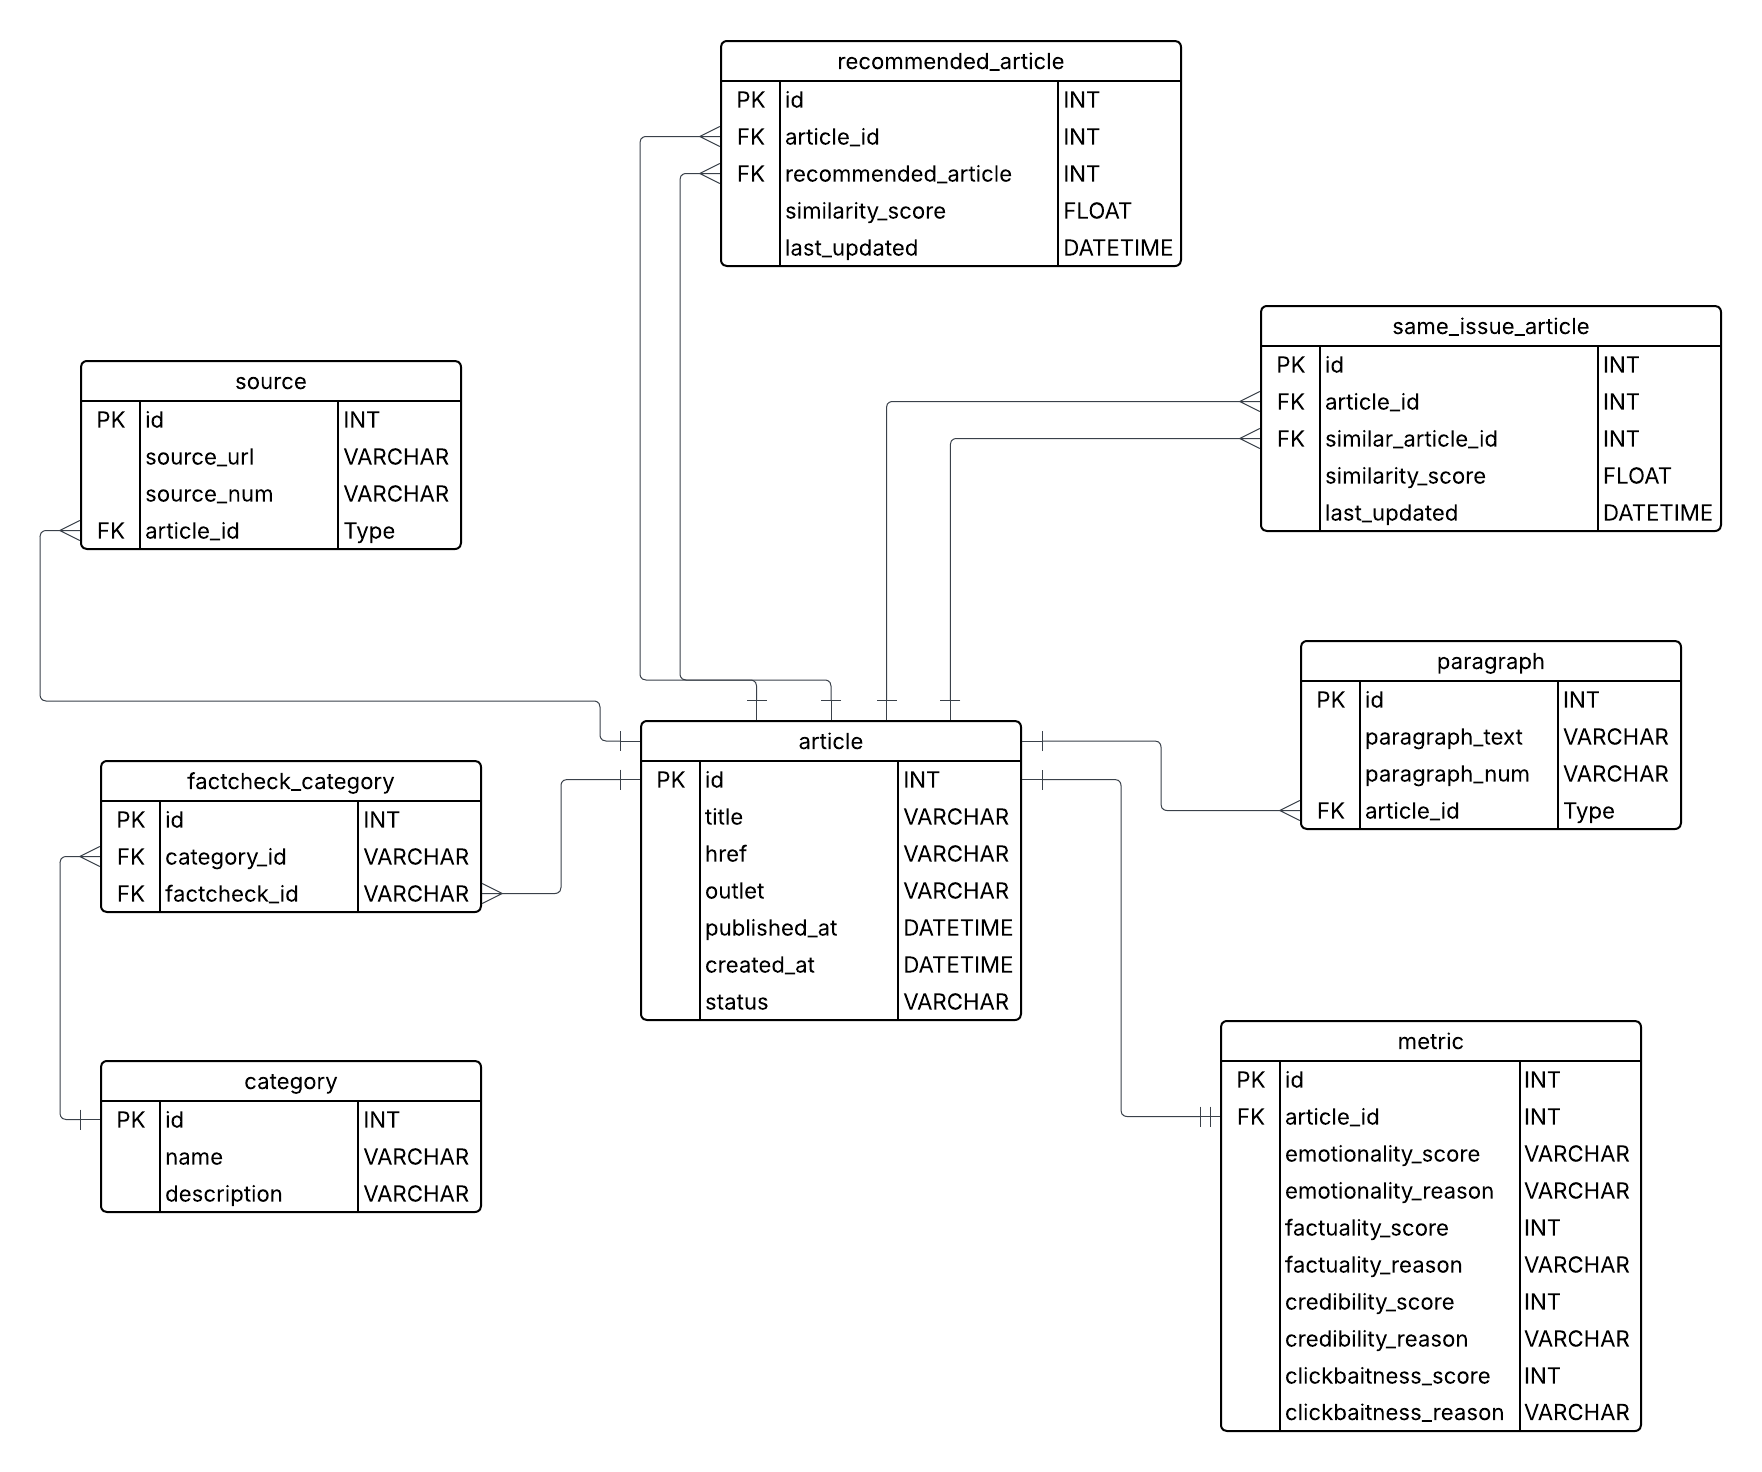 recommended_article
PK id INT
FK article_id INT
FK recommended_article INT
similarity_score FLOAT
last_updated DATETIME
same_issue_article
PK id INT
FK article_id INT
FK similar_article_id INT
similarity_score FLOAT
last_updated DATETIME
source
PK id INT
source_url VARCHAR
source_num VARCHAR
FK article_id Type
paragraph
PK id INT
paragraph_text VARCHAR
paragraph_num VARCHAR
FK article_id Type
article
PK id INT
title VARCHAR
href VARCHAR
outlet VARCHAR
published_at DATETIME
created_at DATETIME
status VARCHAR
factcheck_category
PK id INT
FK category_id VARCHAR
FK factcheck_id VARCHAR
category
PK id INT
name VARCHAR
description VARCHAR
metric
PK id INT
FK article_id INT
emotionality_score VARCHAR
emotionality_reason VARCHAR
factuality_score INT
factuality_reason VARCHAR
credibility_score INT
credibility_reason VARCHAR
clickbaitness_score INT
clickbaitness_reason VARCHAR